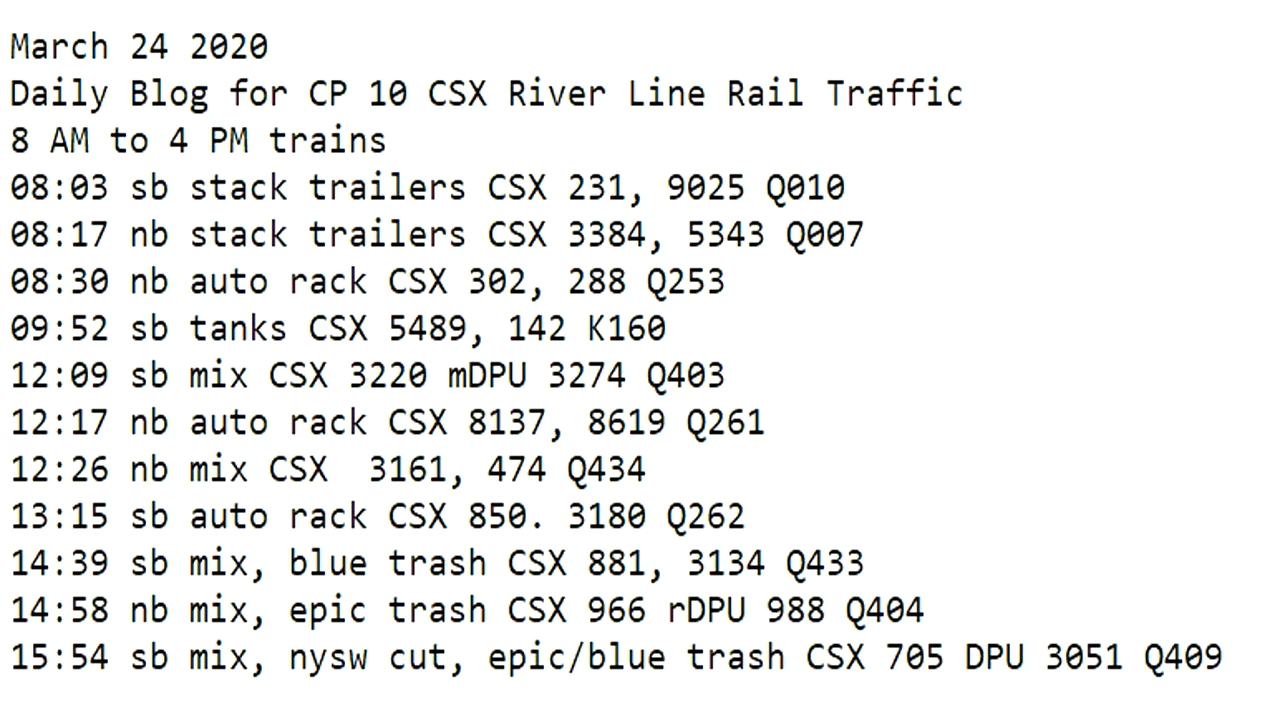 March 24 2020
Daily Blog for CP 10 CSX River Line Rail Traffic
8 AM to 4 PM trains
08:03 sb stack trailers CSX 231, 9025 Q010
08:17 nb stack trailers CSX 3384, 5343 Q007
08:30 nb auto rack CSX 302, 288 Q253
09:52 sb tanks CSX 5489, 142 K160
12:09 sb mix CSX 3220 mDPU 3274 Q403
12:17 nb auto rack CSX 8137, 8619 Q261
12:26 nb mix CSX  3161, 474 Q434
13:15 sb auto rack CSX 850. 3180 Q262
14:39 sb mix, blue trash CSX 881, 3134 Q433
14:58 nb mix, epic trash CSX 966 rDPU 988 Q404
15:54 sb mix, nysw cut, epic/blue trash CSX 705 DPU 3051 Q409